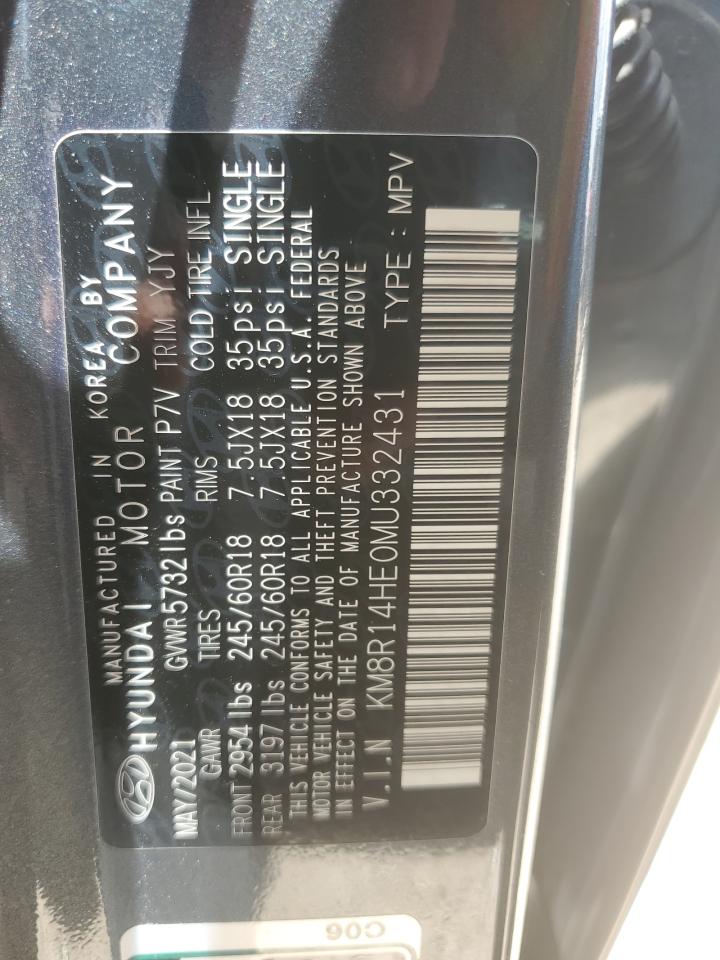 MANUFACTURED IN KOREA BY
HYUNDAI MOTOR COMPANY
MAY/2021 GVWR5732lbs PAINT P7V TRIM YJY
GAWR TIRES RIMS COLD TIRE INFL
FRONT 2954lbs 245/60R18 7.5JX18 35psi SINGLE
REAR 3197lbs 245/60R18 7.5JX18 35psi SINGLE
THIS VEHICLE CONFORMS TO ALL APPLICABLE U.S.A. FEDERAL
MOTOR VEHICLE SAFETY AND THEFT PREVENTION STANDARDS
IN EFFECT ON THE DATE OF MANUFACTURE SHOWN ABOVE
V.I.N KM8R14HE0MU332431 TYPE : MPV
C06